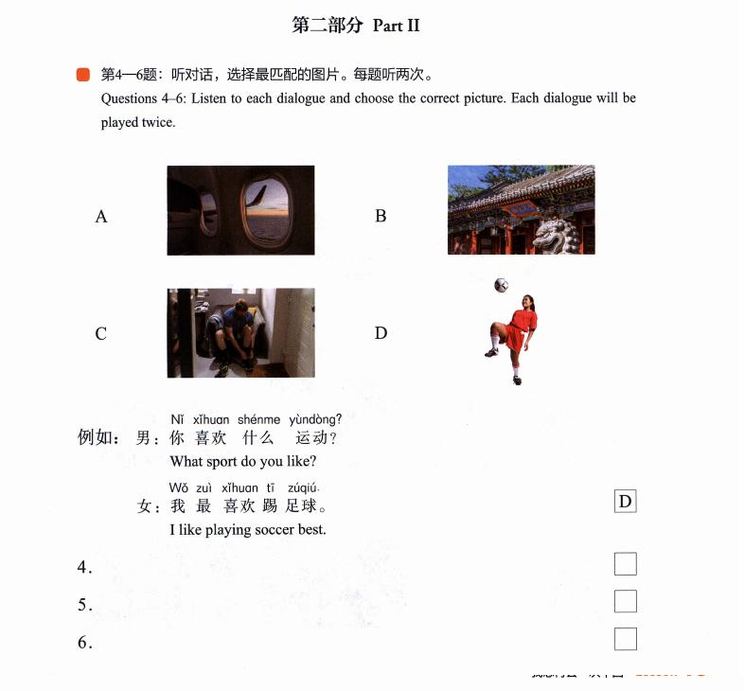 第二部分 Part II
第4—6题：听对话，选择最匹配的图片。每题听两次。
Questions 4–6: Listen to each dialogue and choose the correct picture. Each dialogue will be
played twice.
A
B
C
D
Nǐ xǐhuan shénme yùndòng?
例如：男：你 喜欢 什么 运动？
What sport do you like?
Wǒ zuì xǐhuan tī zúqiú.
女：我 最 喜欢 踢 足球。
D
I like playing soccer best.
4.
5.
6.